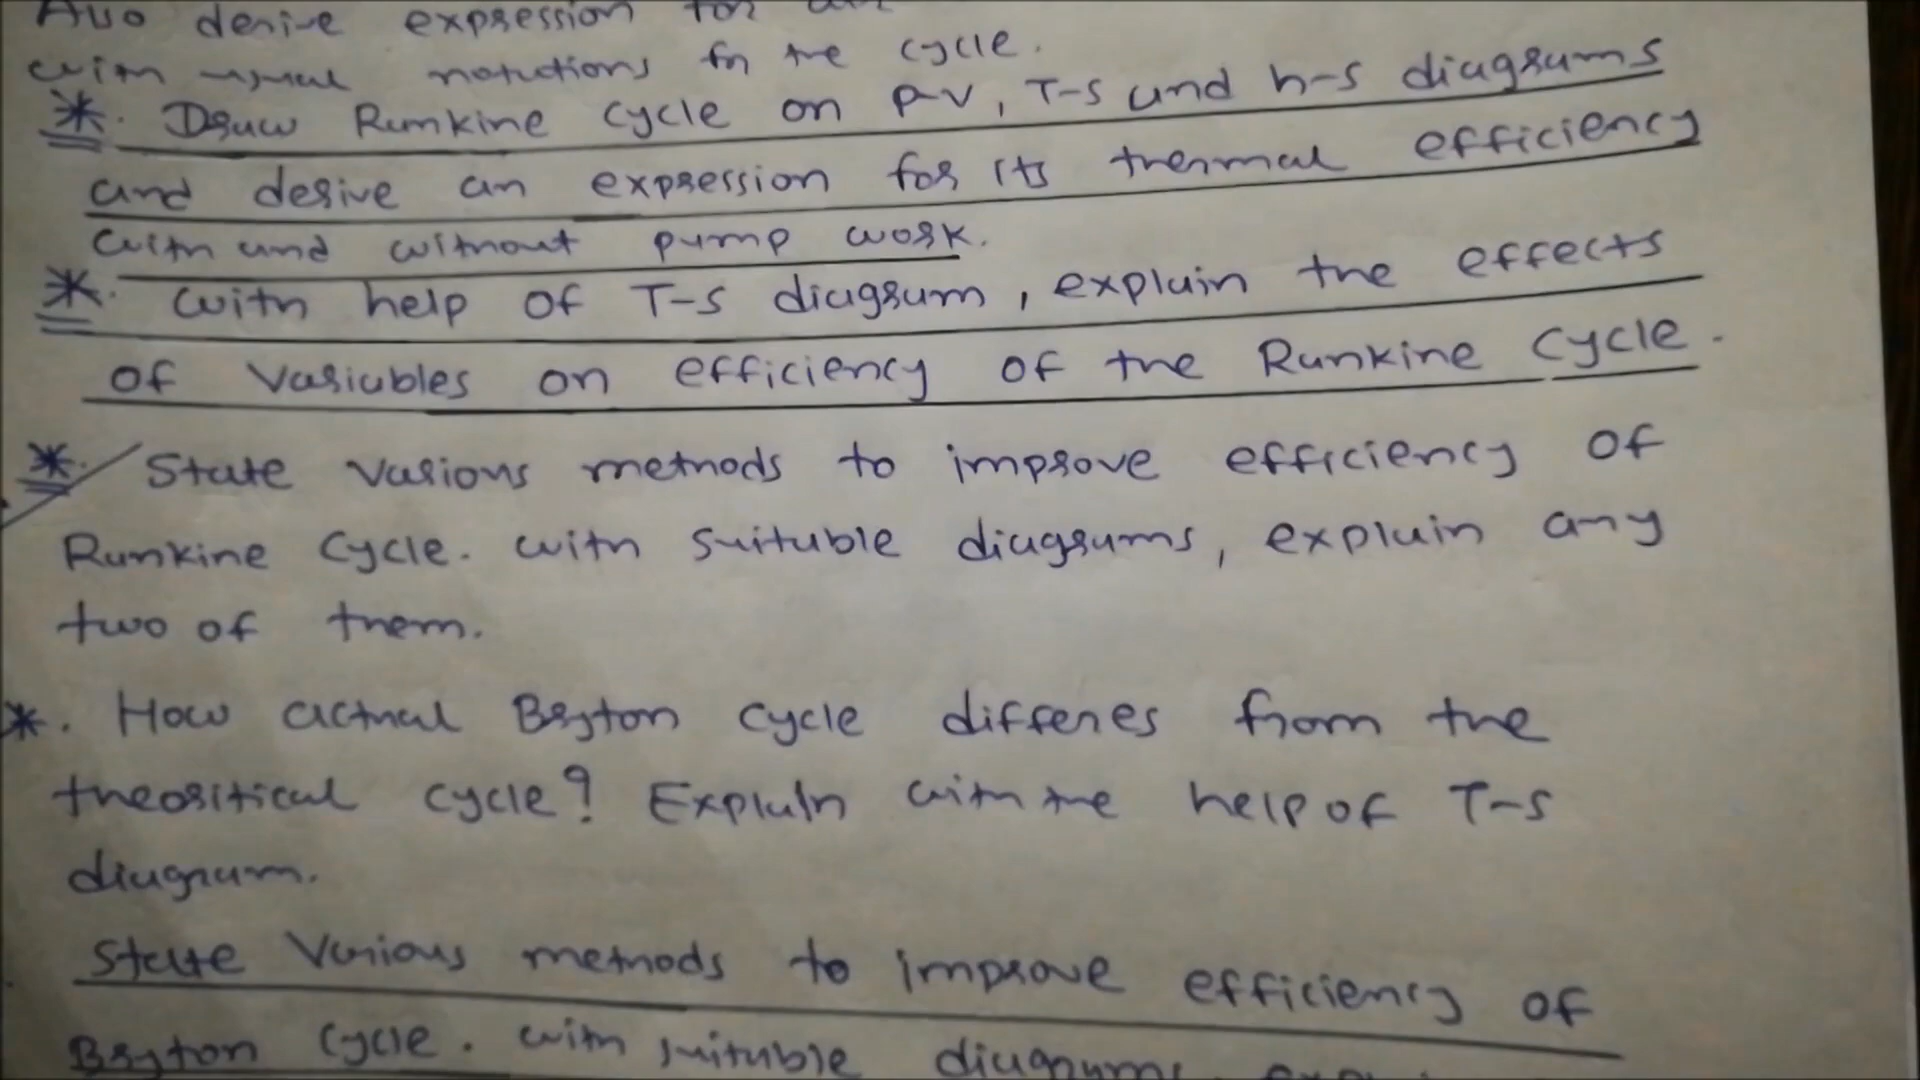 Also derive expression for
with usual notations for the cycle.
*. Draw Rankine cycle on P-V, T-S and h-s diagrams
and derive an expression for its thermal efficiency
with and without pump work.
*. with help of T-S diagram, explain the effects
of variables on efficiency of the Rankine cycle.
*. State various methods to improve efficiency of
Rankine cycle. with suitable diagrams, explain any
two of them.
*. How actual Bryton cycle differes from the
theoritical cycle? Explain with the help of T-S
diagram.
State various methods to improve efficiency of
Bryton cycle. with suitable diagrams